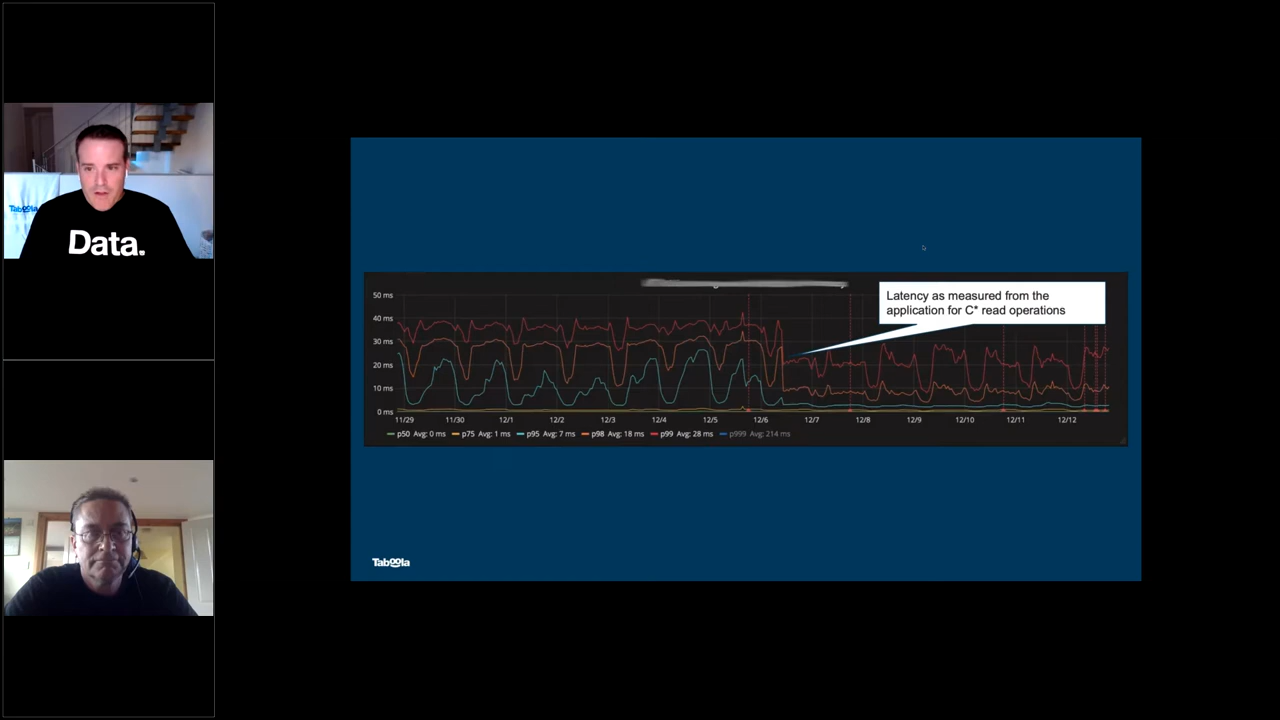 Taboola
Data.
Latency as measured from the
application for C* read operations
50 ms
40 ms
30 ms
20 ms
10 ms
0 ms
11/29 11/30 12/1 12/2 12/3 12/4 12/5 12/6 12/7 12/8 12/9 12/10 12/11 12/12
p50 Avg: 0 ms p75 Avg: 1 ms p95 Avg: 7 ms p98 Avg: 18 ms p99 Avg: 28 ms p999 Avg: 214 ms
Taboola